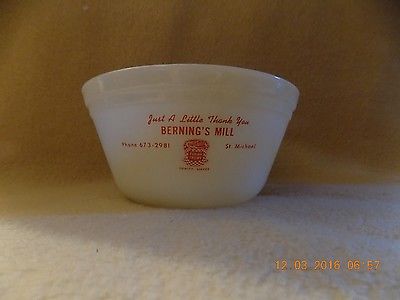 Just A Little Thank You
BERNING'S MILL
Phone 673-2981 St. Michael
12.03.2016 06:57